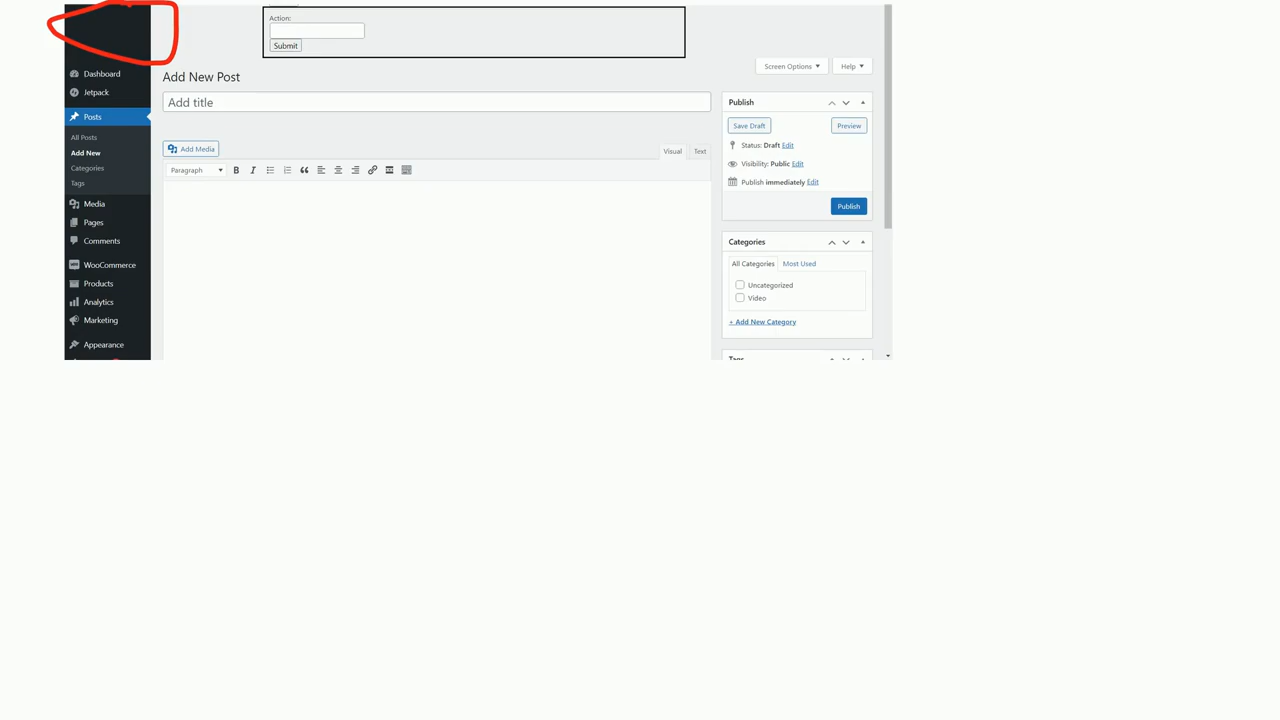 Action:
Submit
Screen Options
Help
Dashboard
Jetpack
Posts
All Posts
Add New
Categories
Tags
Media
Pages
Comments
WooCommerce
Products
Analytics
Marketing
Appearance
Add New Post
Add title
Add Media
Visual
Text
Paragraph
B
I
Publish
Save Draft
Preview
Status: Draft Edit
Visibility: Public Edit
Publish immediately Edit
Publish
Categories
All Categories
Most Used
Uncategorized
Video
+ Add New Category
Tags